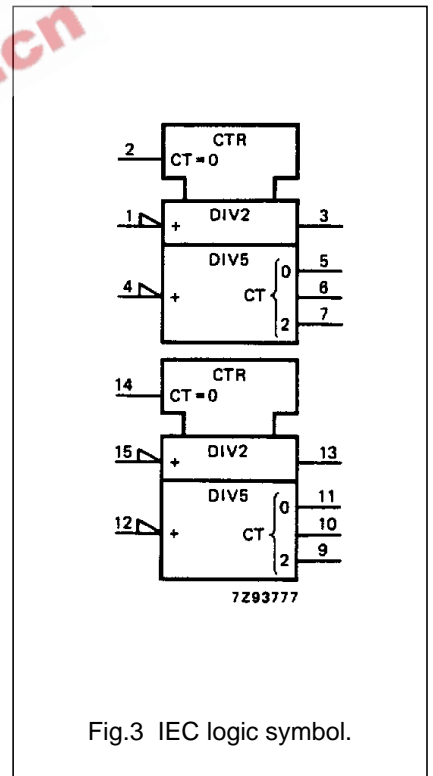 cn
CTR
2
CT=0
1 + DIV2 3
DIV5
0 5
4 + CT 6
2 7
CTR
14
CT=0
15 + DIV2 13
DIV5
0 11
12 + CT 10
2 9
7Z93777
Fig.3 IEC logic symbol.